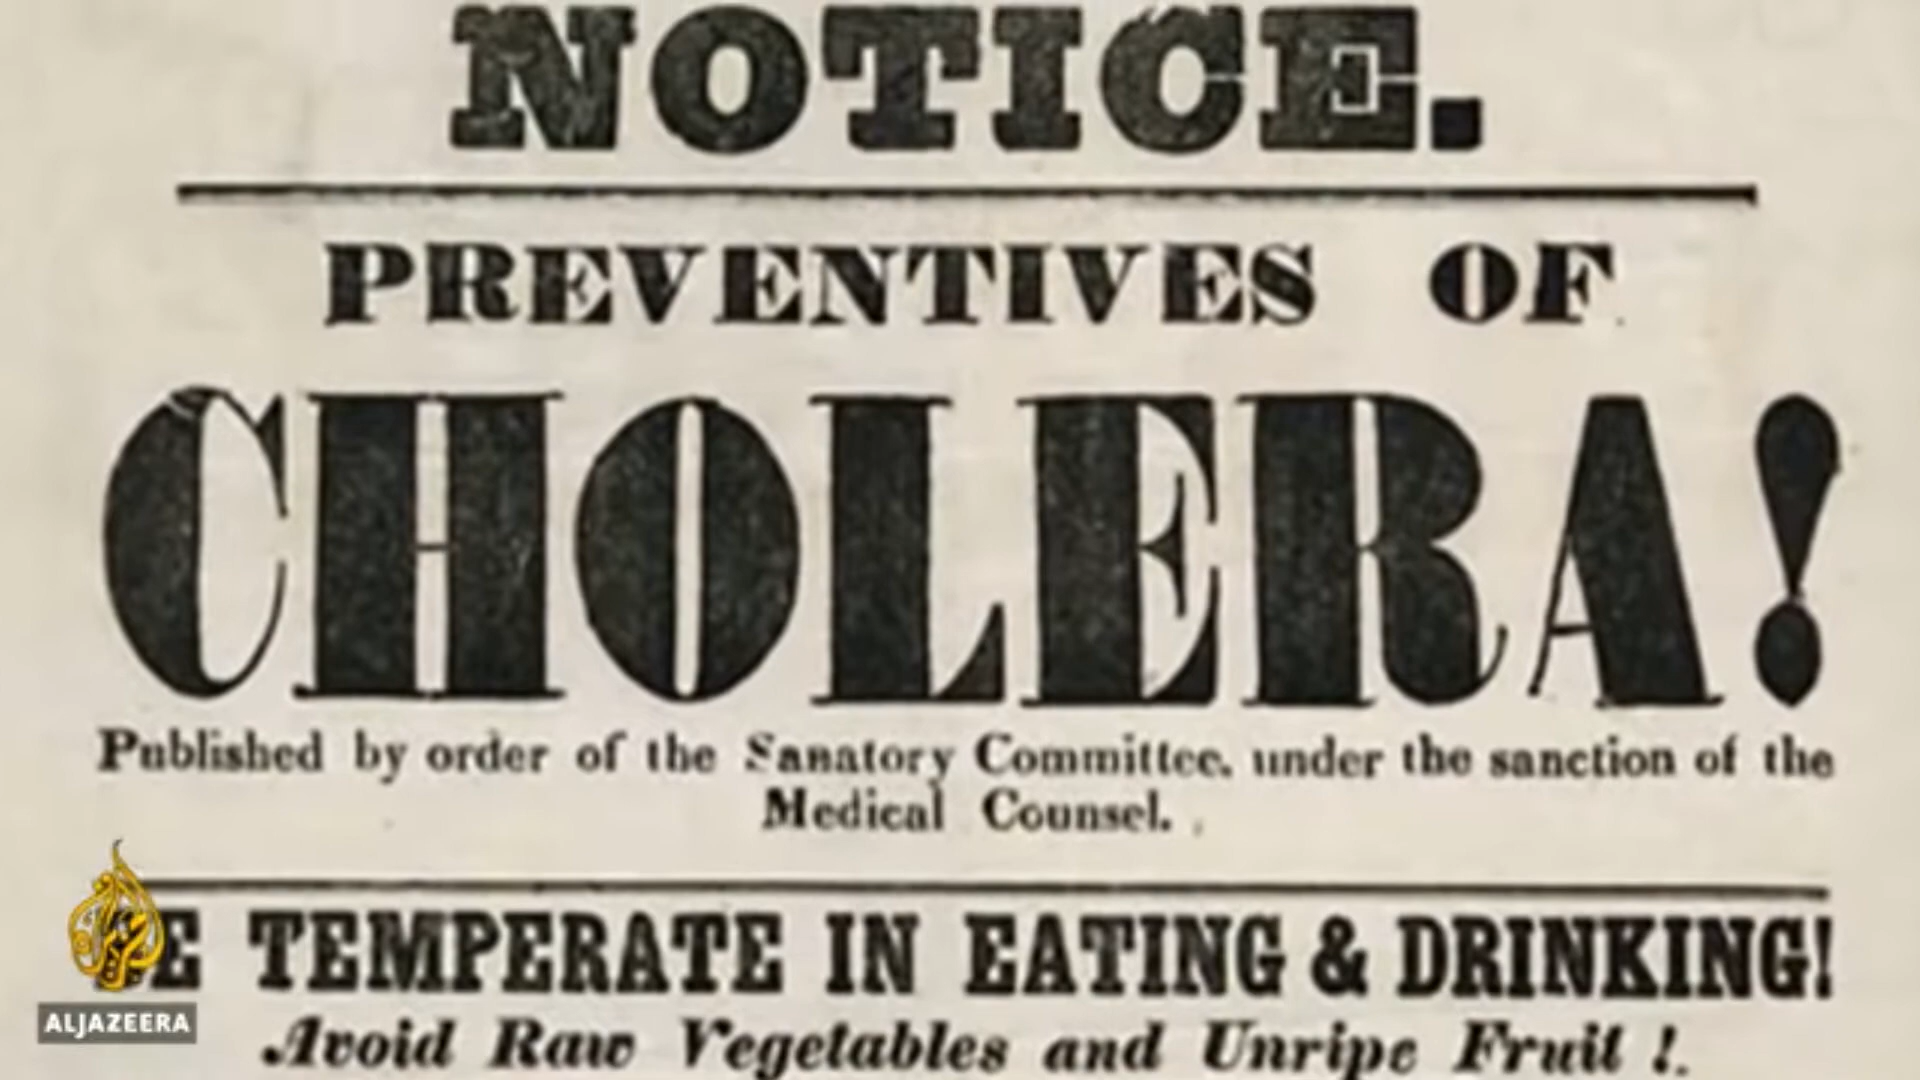 NOTICE.
PREVENTIVES OF
CHOLERA!
Published by order of the Sanatory Committee, under the sanction of the
Medical Counsel.
E TEMPERATE IN EATING & DRINKING!
Avoid Raw Vegetables and Unripe Fruit !.
ALJAZEERA